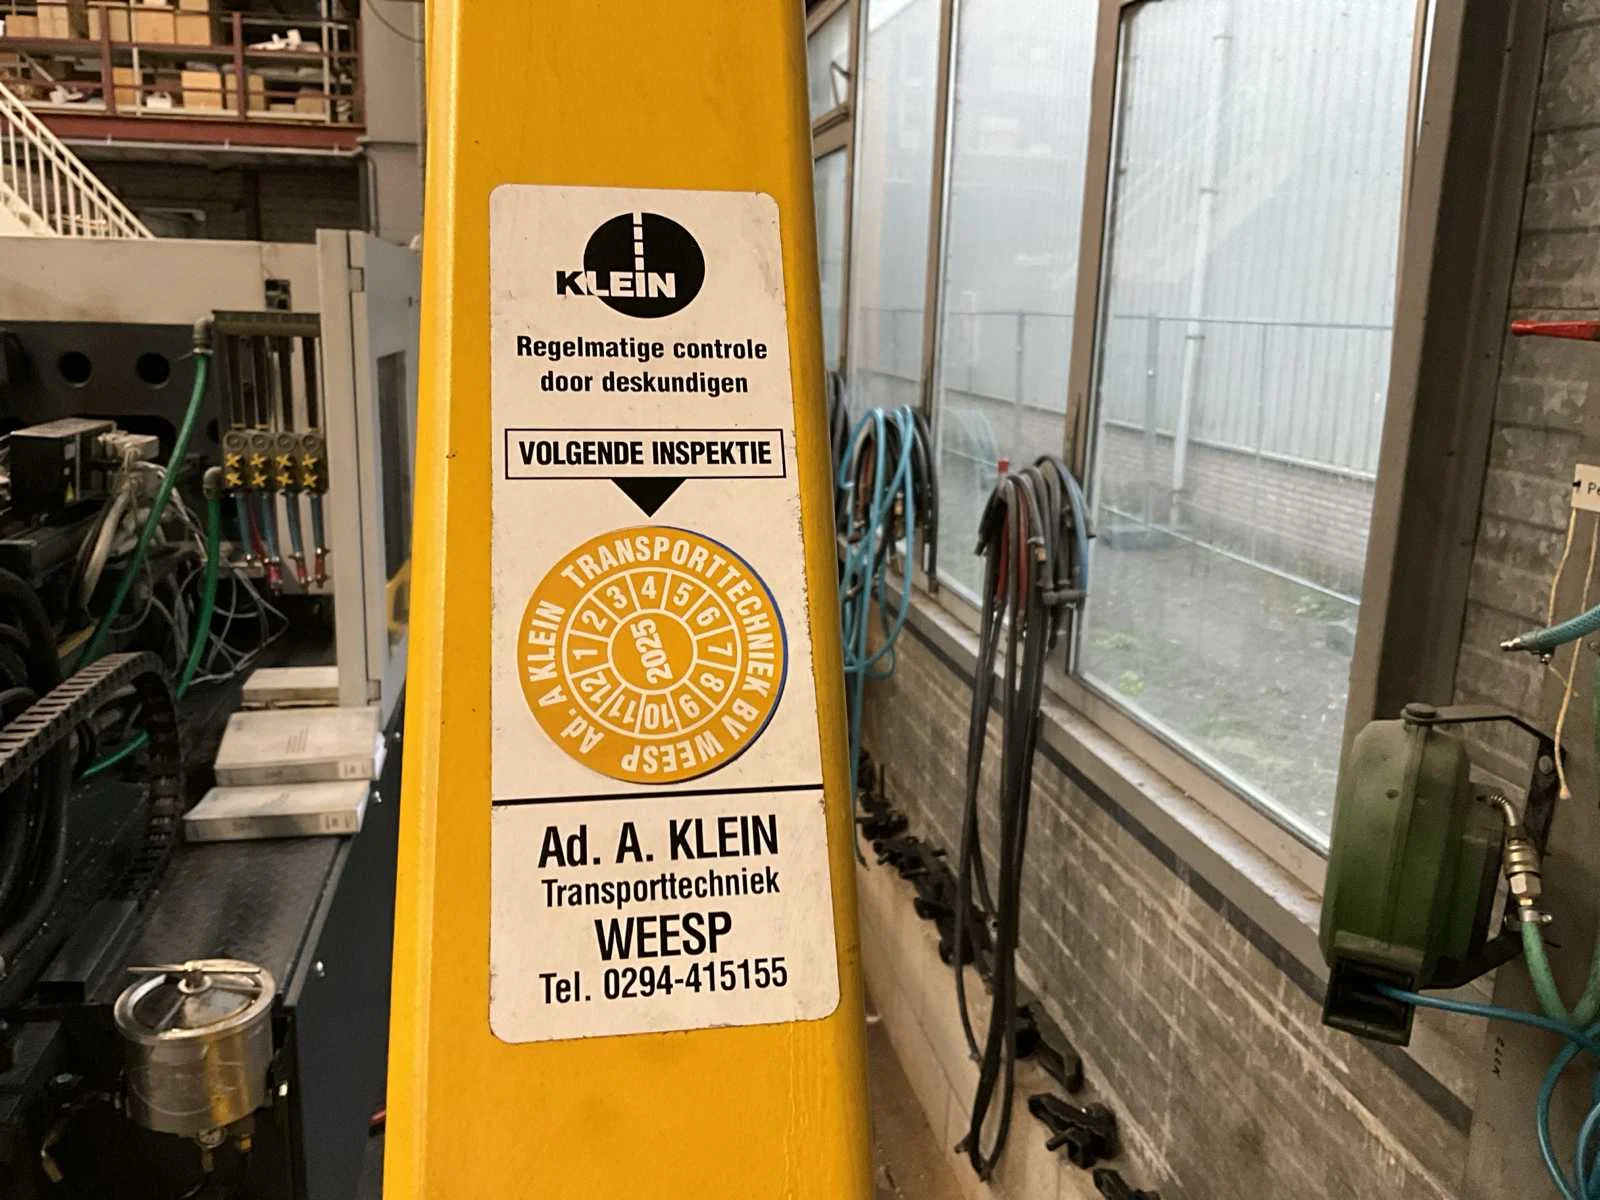 KLEIN
Regelmatige controle
door deskundigen
VOLGENDE INSPEKTIE
Ad. A KLEIN TRANSPORTTECHNIEK BV WEESP
1 2 3 4 5 6 7 8 9 10 11 12
2025
Ad. A. KLEIN
Transporttechniek
WEESP
Tel. 0294-415155